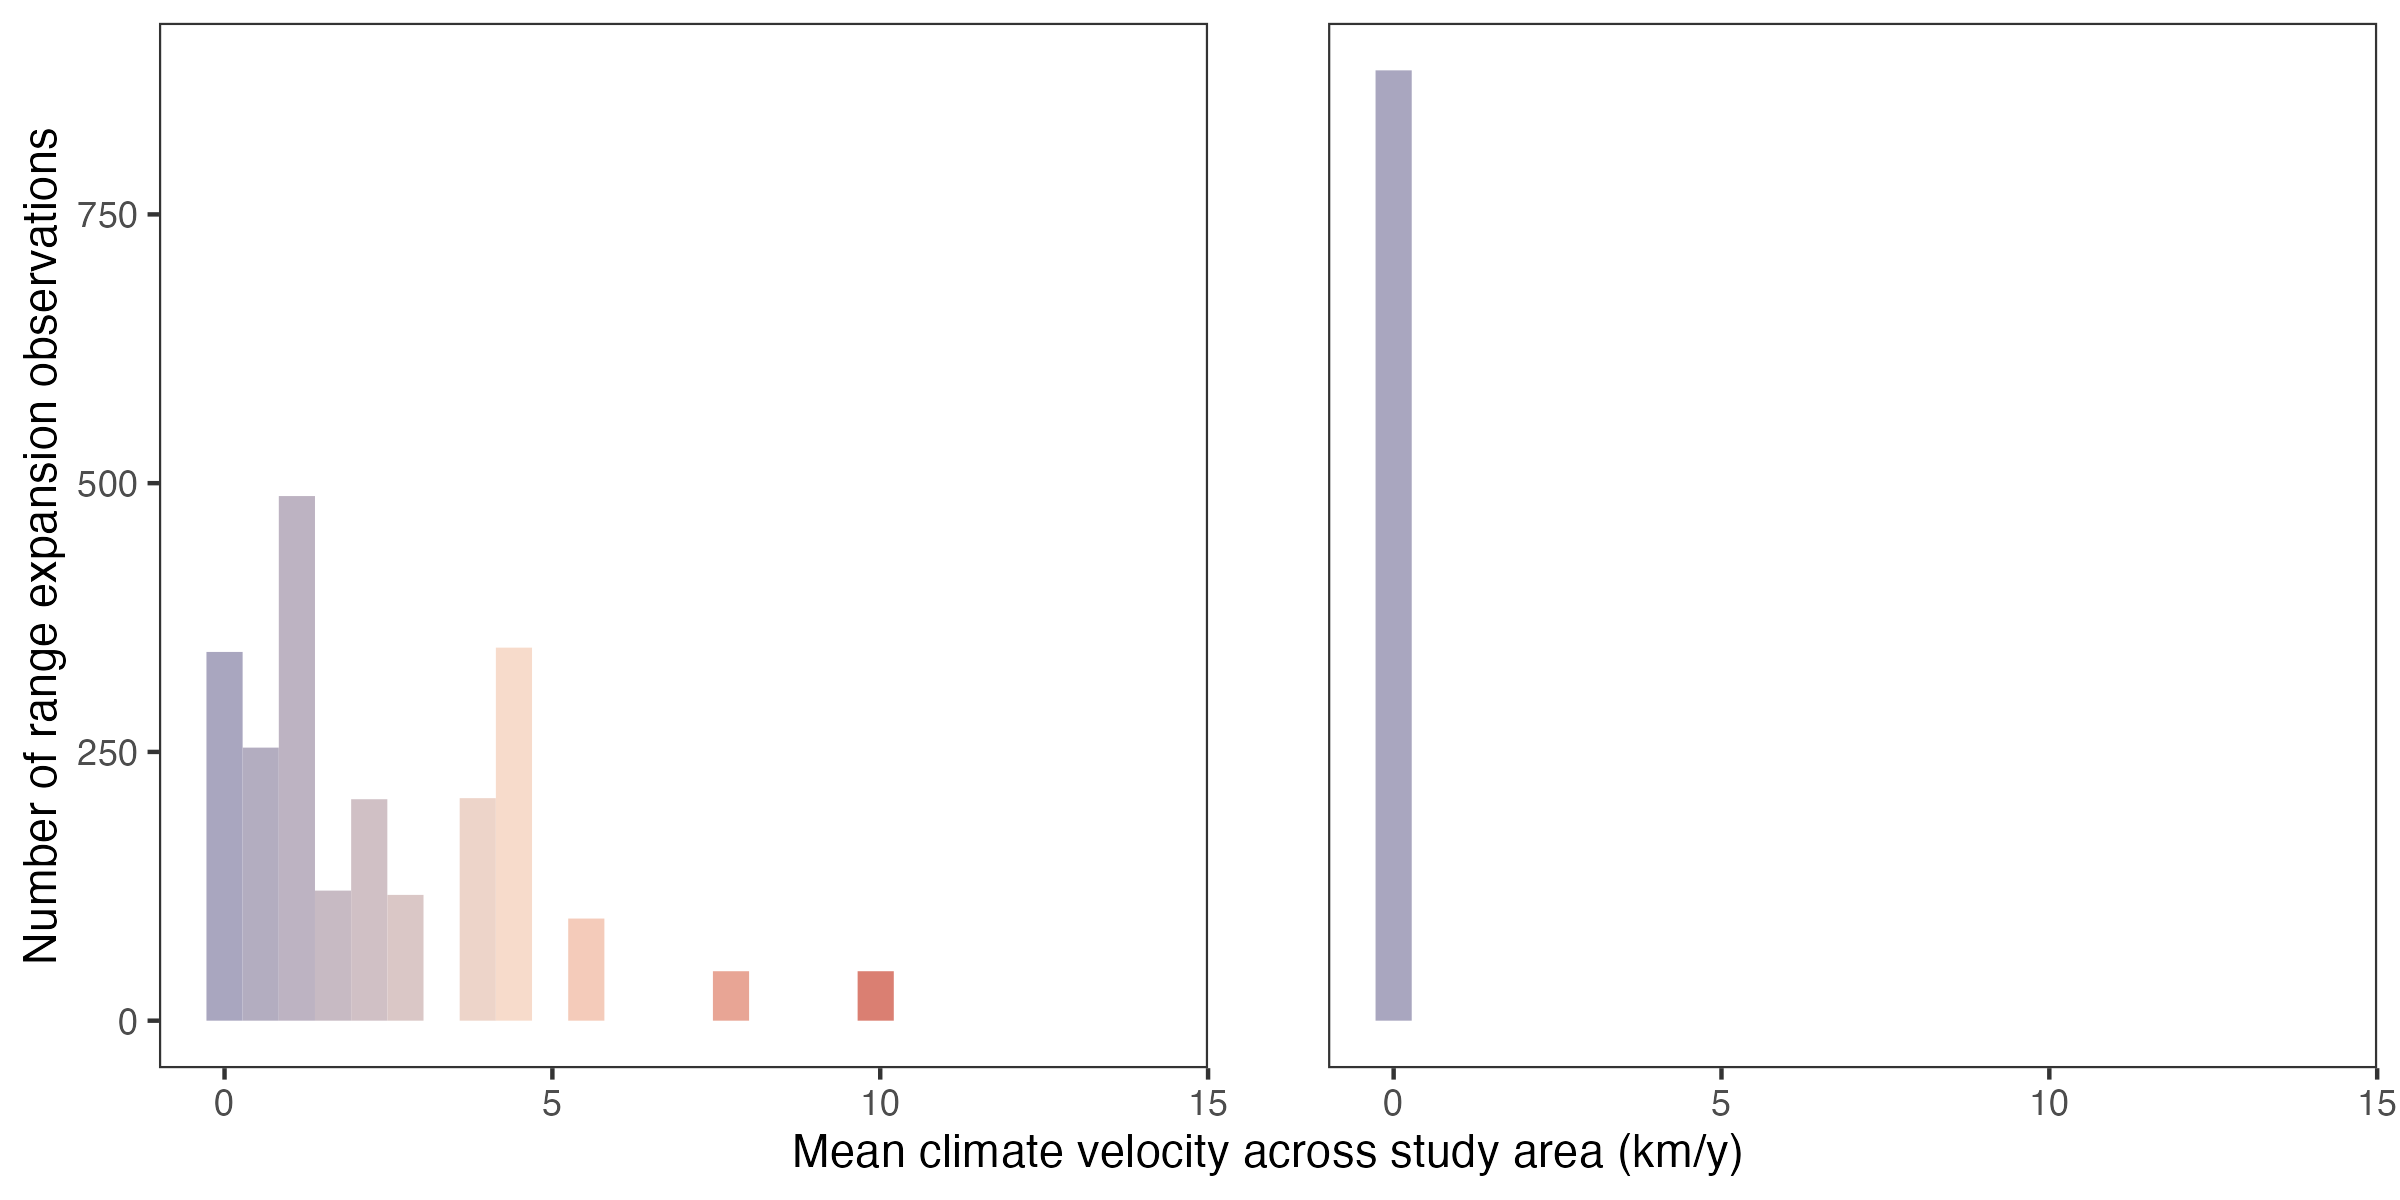 Number of range expansion observations
750
500
250
0
0 5 10 15
0 5 10 15
Mean climate velocity across study area (km/y)